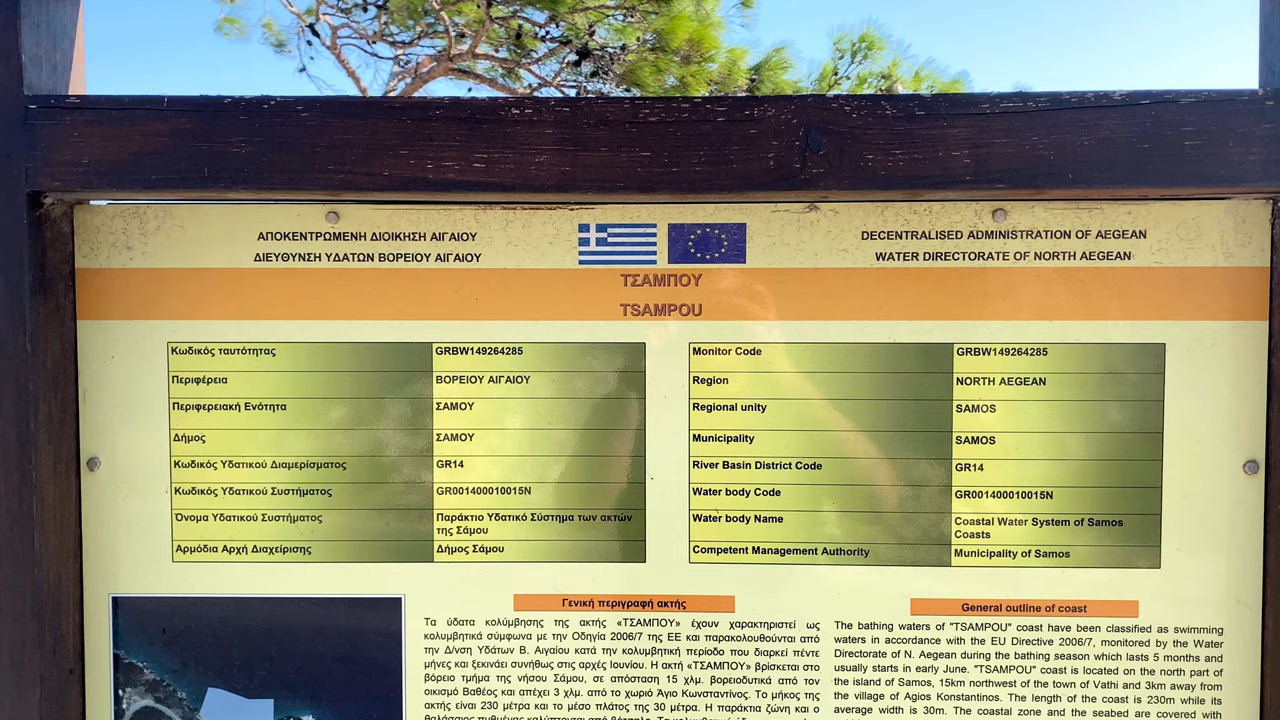 ΑΠΟΚΕΝΤΡΩΜΕΝΗ ΔΙΟΙΚΗΣΗ ΑΙΓΑΙΟΥ
ΔΙΕΥΘΥΝΣΗ ΥΔΑΤΩΝ ΒΟΡΕΙΟΥ ΑΙΓΑΙΟΥ
DECENTRALISED ADMINISTRATION OF AEGEAN
WATER DIRECTORATE OF NORTH AEGEAN
ΤΣΑΜΠΟΥ
TSAMPOU
Κωδικός ταυτότητας GRBW149264285
Περιφέρεια ΒΟΡΕΙΟΥ ΑΙΓΑΙΟΥ
Περιφερειακή Ενότητα ΣΑΜΟΥ
Δήμος ΣΑΜΟΥ
Κωδικός Υδατικού Διαμερίσματος GR14
Κωδικός Υδατικού Συστήματος GR001400010015N
Όνομα Υδατικού Συστήματος Παράκτιο Υδατικό Σύστημα των ακτών
της Σάμου
Αρμόδια Αρχή Διαχείρισης Δήμος Σάμου
Monitor Code GRBW149264285
Region NORTH AEGEAN
Regional unity SAMOS
Municipality SAMOS
River Basin District Code GR14
Water body Code GR001400010015N
Water body Name Coastal Water System of Samos
Coasts
Competent Management Authority Municipality of Samos
Γενική περιγραφή ακτής
Τα ύδατα κολύμβησης της ακτής «ΤΣΑΜΠΟΥ» έχουν χαρακτηριστεί ως
κολυμβητικά σύμφωνα με την Οδηγία 2006/7 της ΕΕ και παρακολουθούνται από
την Δ/νση Υδάτων Β. Αιγαίου κατά την κολυμβητική περίοδο που διαρκεί πέντε
μήνες και ξεκινάει συνήθως στις αρχές Ιουνίου. Η ακτή «ΤΣΑΜΠΟΥ» βρίσκεται στο
βόρειο τμήμα της νήσου Σάμου, σε απόσταση 15 χλμ. βορειοδυτικά από τον
οικισμό Βαθέος και απέχει 3 χλμ. από το χωριό Άγιο Κωνσταντίνος. Το μήκος της
ακτής είναι 230 μέτρα και το μέσο πλάτος της 30 μέτρα. Η παράκτια ζώνη και ο
General outline of coast
The bathing waters of "TSAMPOU" coast have been classified as swimming
waters in accordance with the EU Directive 2006/7, monitored by the Water
Directorate of N. Aegean during the bathing season which lasts 5 months and
usually starts in early June. "TSAMPOU" coast is located on the north part of
the island of Samos, 15km northwest of the town of Vathi and 3km away from
the village of Agios Konstantinos. The length of the coast is 230m while its
average width is 30m. The coastal zone and the seabed are covered with